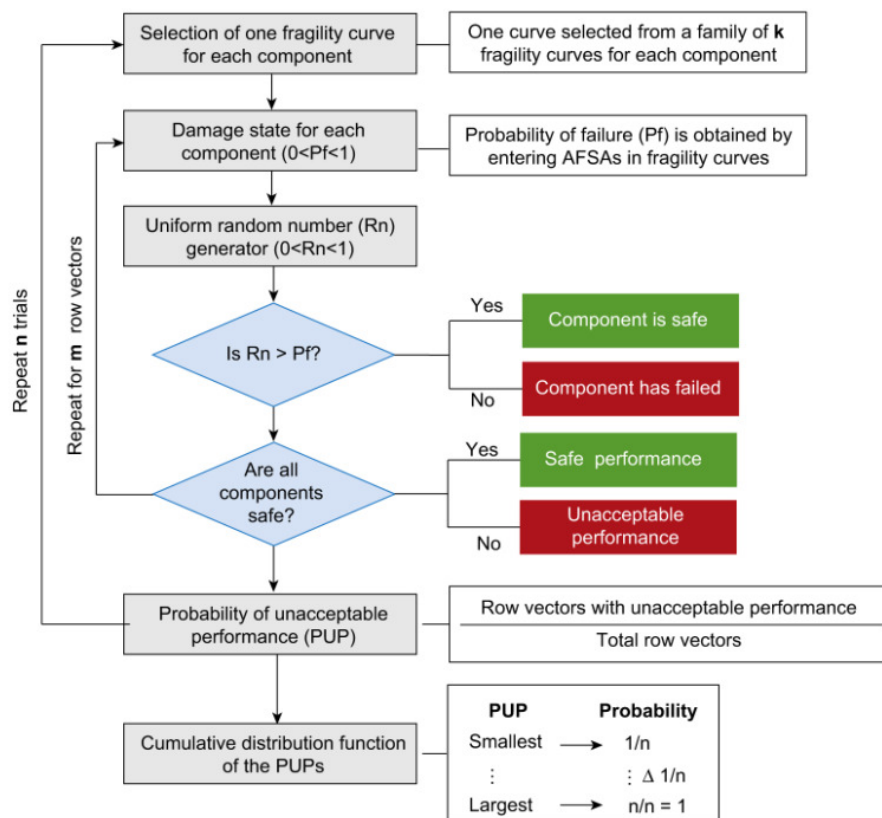 Selection of one fragility curve
for each component
One curve selected from a family of k
fragility curves for each component
Damage state for each
component (0<Pf<1)
Probability of failure (Pf) is obtained by
entering AFSAs in fragility curves
Uniform random number (Rn)
generator (0<Rn<1)
Repeat n trials
Repeat for m row vectors
Is Rn > Pf?
Yes
Component is safe
No
Component has failed
Are all
components
safe?
Yes
Safe performance
No
Unacceptable
performance
Probability of unacceptable
performance (PUP)
Row vectors with unacceptable performance
Total row vectors
Cumulative distribution function
of the PUPs
PUP Probability
Smallest 1/n
⋮ ⋮ Δ 1/n
Largest n/n = 1